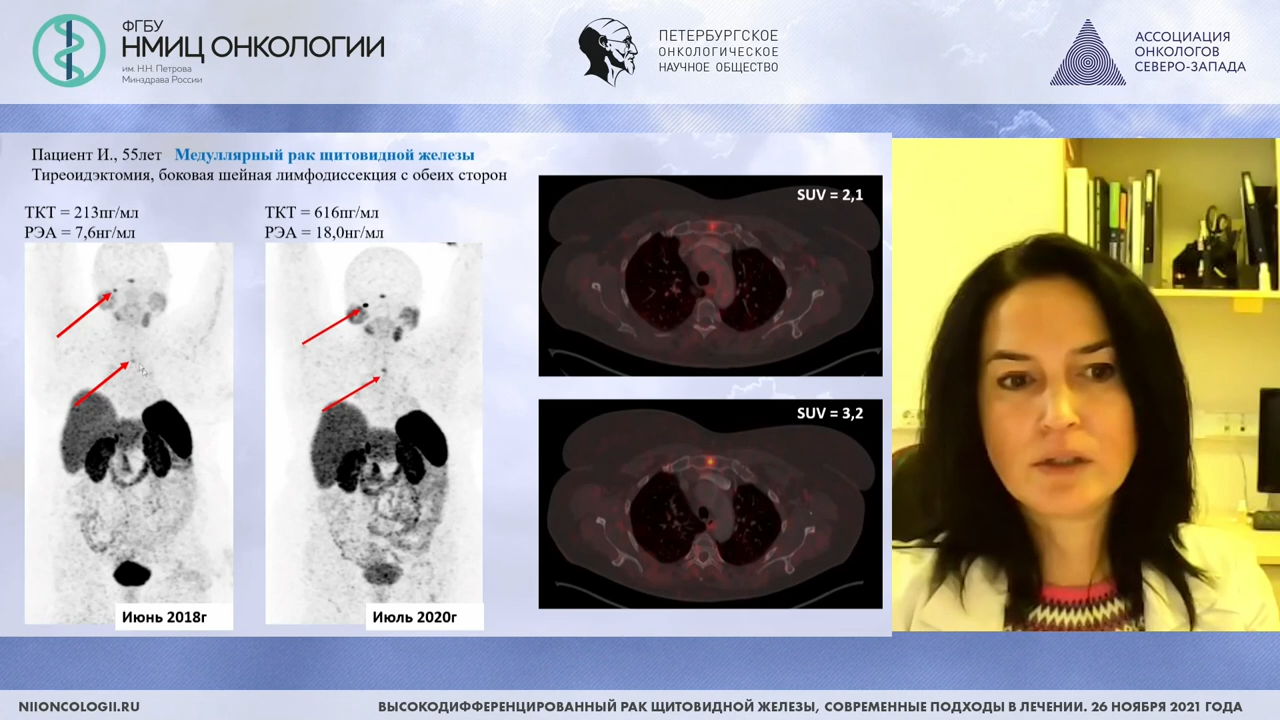 ФГБУ
НМИЦ ОНКОЛОГИИ
им. Н.Н. Петрова
Минздрава России
ПЕТЕРБУРГСКОЕ
ОНКОЛОГИЧЕСКОЕ
НАУЧНОЕ ОБЩЕСТВО
АССОЦИАЦИЯ
ОНКОЛОГОВ
СЕВЕРО-ЗАПАДА
Пациент И., 55лет Медуллярный рак щитовидной железы
Тиреоидэктомия, боковая шейная лимфодиссекция с обеих сторон
ТКТ = 213пг/мл
РЭА = 7,6нг/мл
ТКТ = 616пг/мл
РЭА = 18,0нг/мл
Июнь 2018г
Июль 2020г
SUV = 2,1
SUV = 3,2
NIIONCOLOGII.RU
ВЫСОКОДИФФЕРЕНЦИРОВАННЫЙ РАК ЩИТОВИДНОЙ ЖЕЛЕЗЫ, СОВРЕМЕННЫЕ ПОДХОДЫ В ЛЕЧЕНИИ. 26 НОЯБРЯ 2021 ГОДА